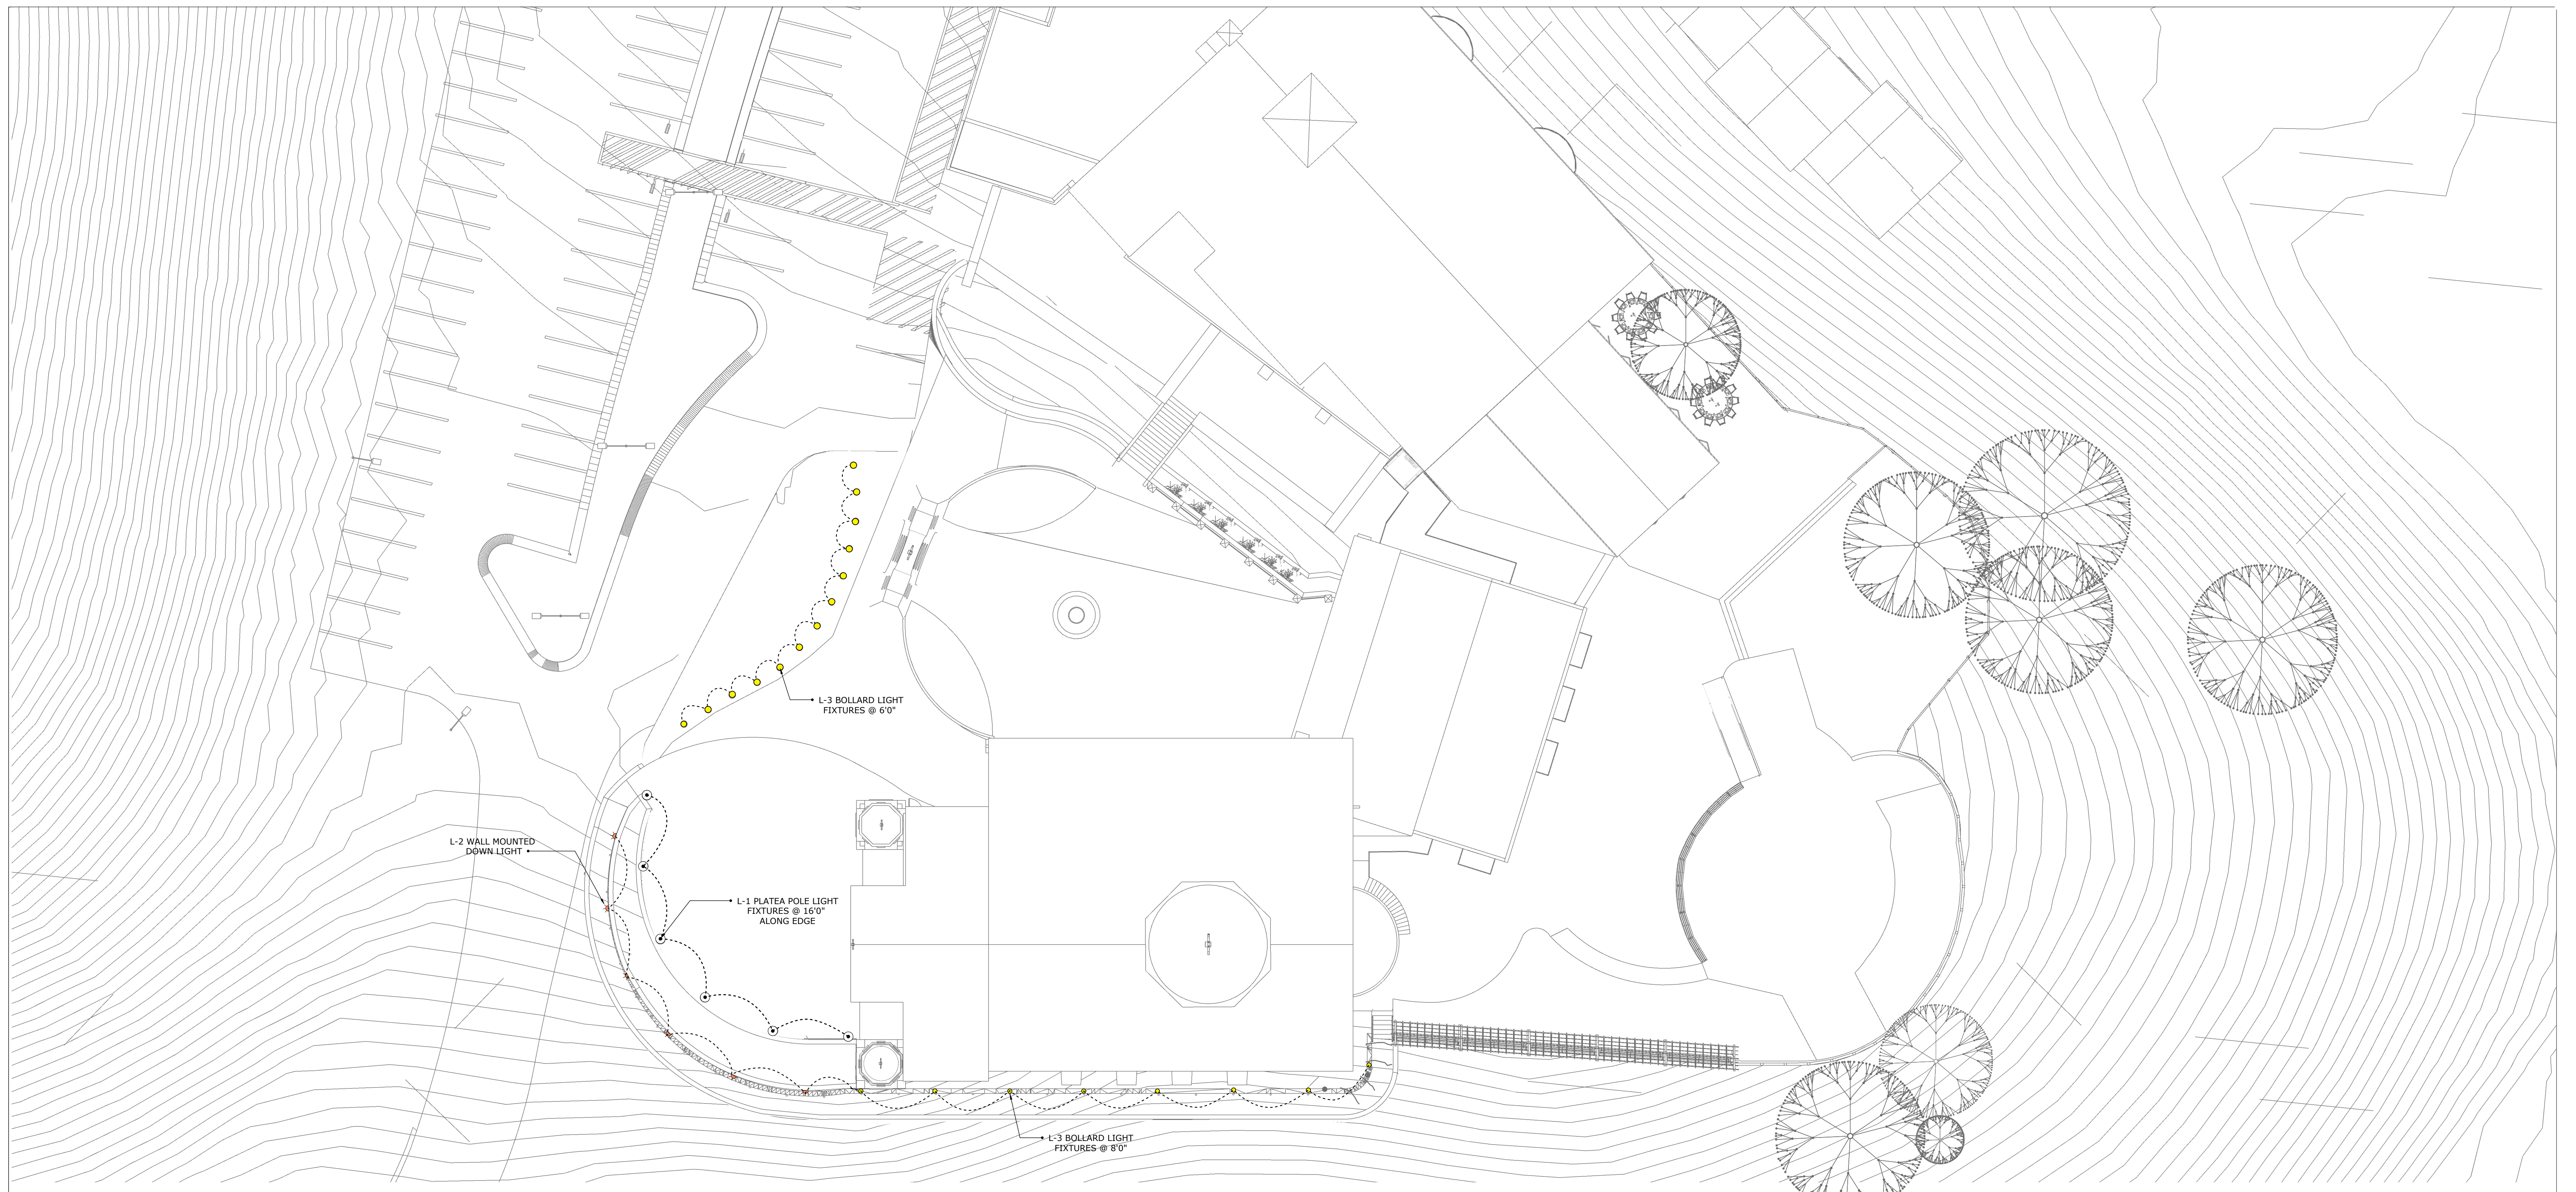 L-3 BOLLARD LIGHT
FIXTURES @ 6'0"
L-2 WALL MOUNTED
DOWN LIGHT
L-1 PLATEA POLE LIGHT
FIXTURES @ 16'0"
ALONG EDGE
L-3 BOLLARD LIGHT
FIXTURES @ 8'0"